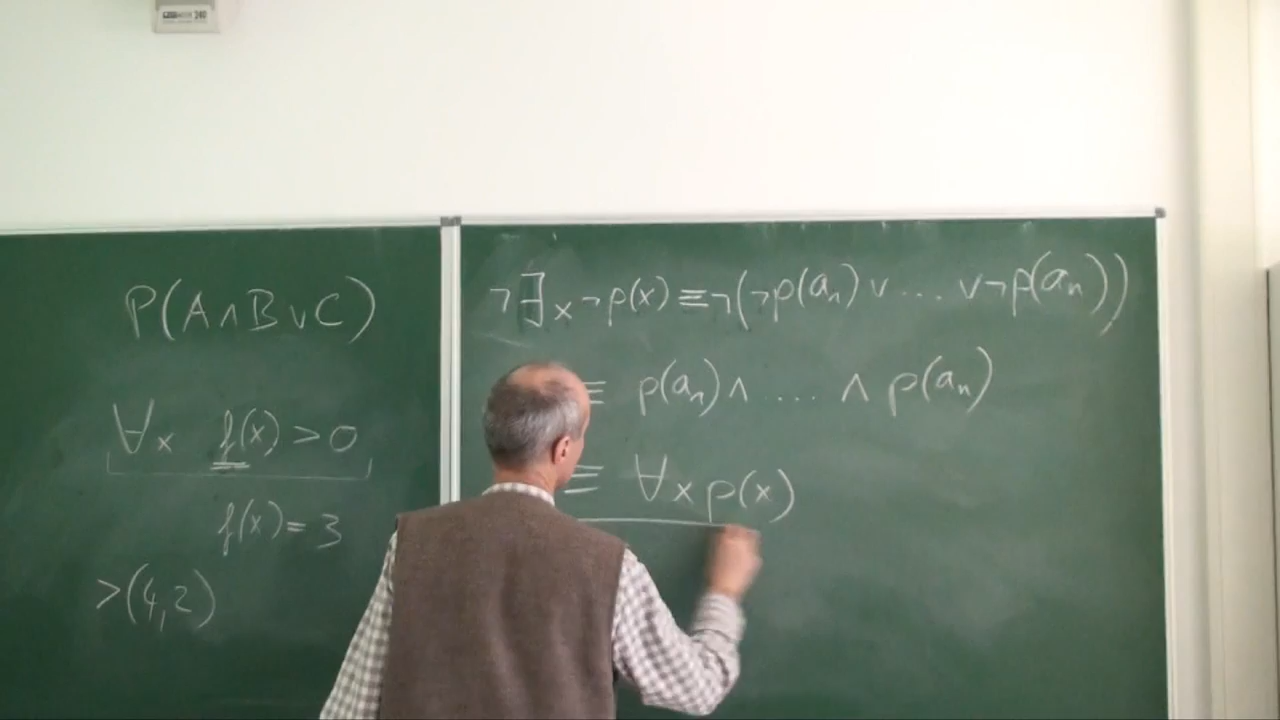 P(A∧B∨C)
∀x f(x) > 0
f(x) = 3
>(4,2)
¬∃x¬p(x) ≡ ¬(¬p(a₁) ∨ ... ∨ ¬p(aₙ))
≡ p(a₁) ∧ .... ∧ p(aₙ)
≡ ∀x p(x)